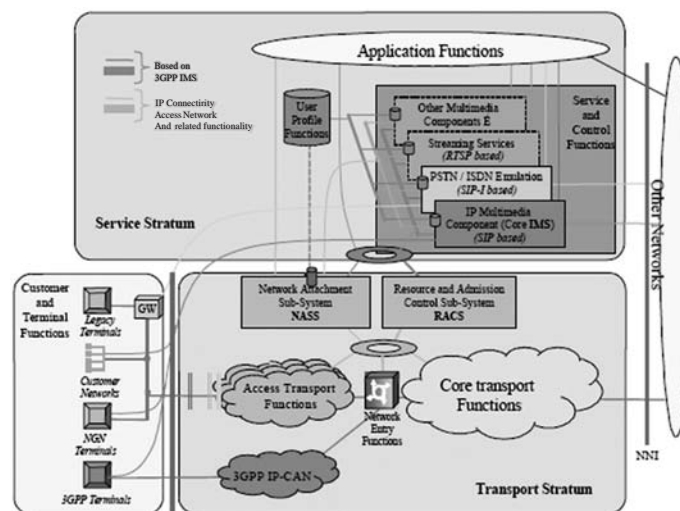 Application Functions
Based on
3GPP IMS
IP Connectivity
Access Network
And related functionality
User
Profile
Functions
Other Multimedia
Components É
Streaming Services
(RTSP based)
PSTN / ISDN Emulation
(SIP-I based)
IP Multimedia
Component (Core IMS)
(SIP based)
Service
and
Control
Functions
Service Stratum
Other Networks
Customer
and
Terminal
Functions
GW
Legacy
Terminals
Customer
Networks
NGN
Terminals
3GPP Terminals
Network Attachment
Sub-System
NASS
Resource and Admission
Control Sub-System
RACS
Access Transport
Functions
Network
Entry
Functions
Core transport
Functions
3GPP IP-CAN
NNI
Transport Stratum